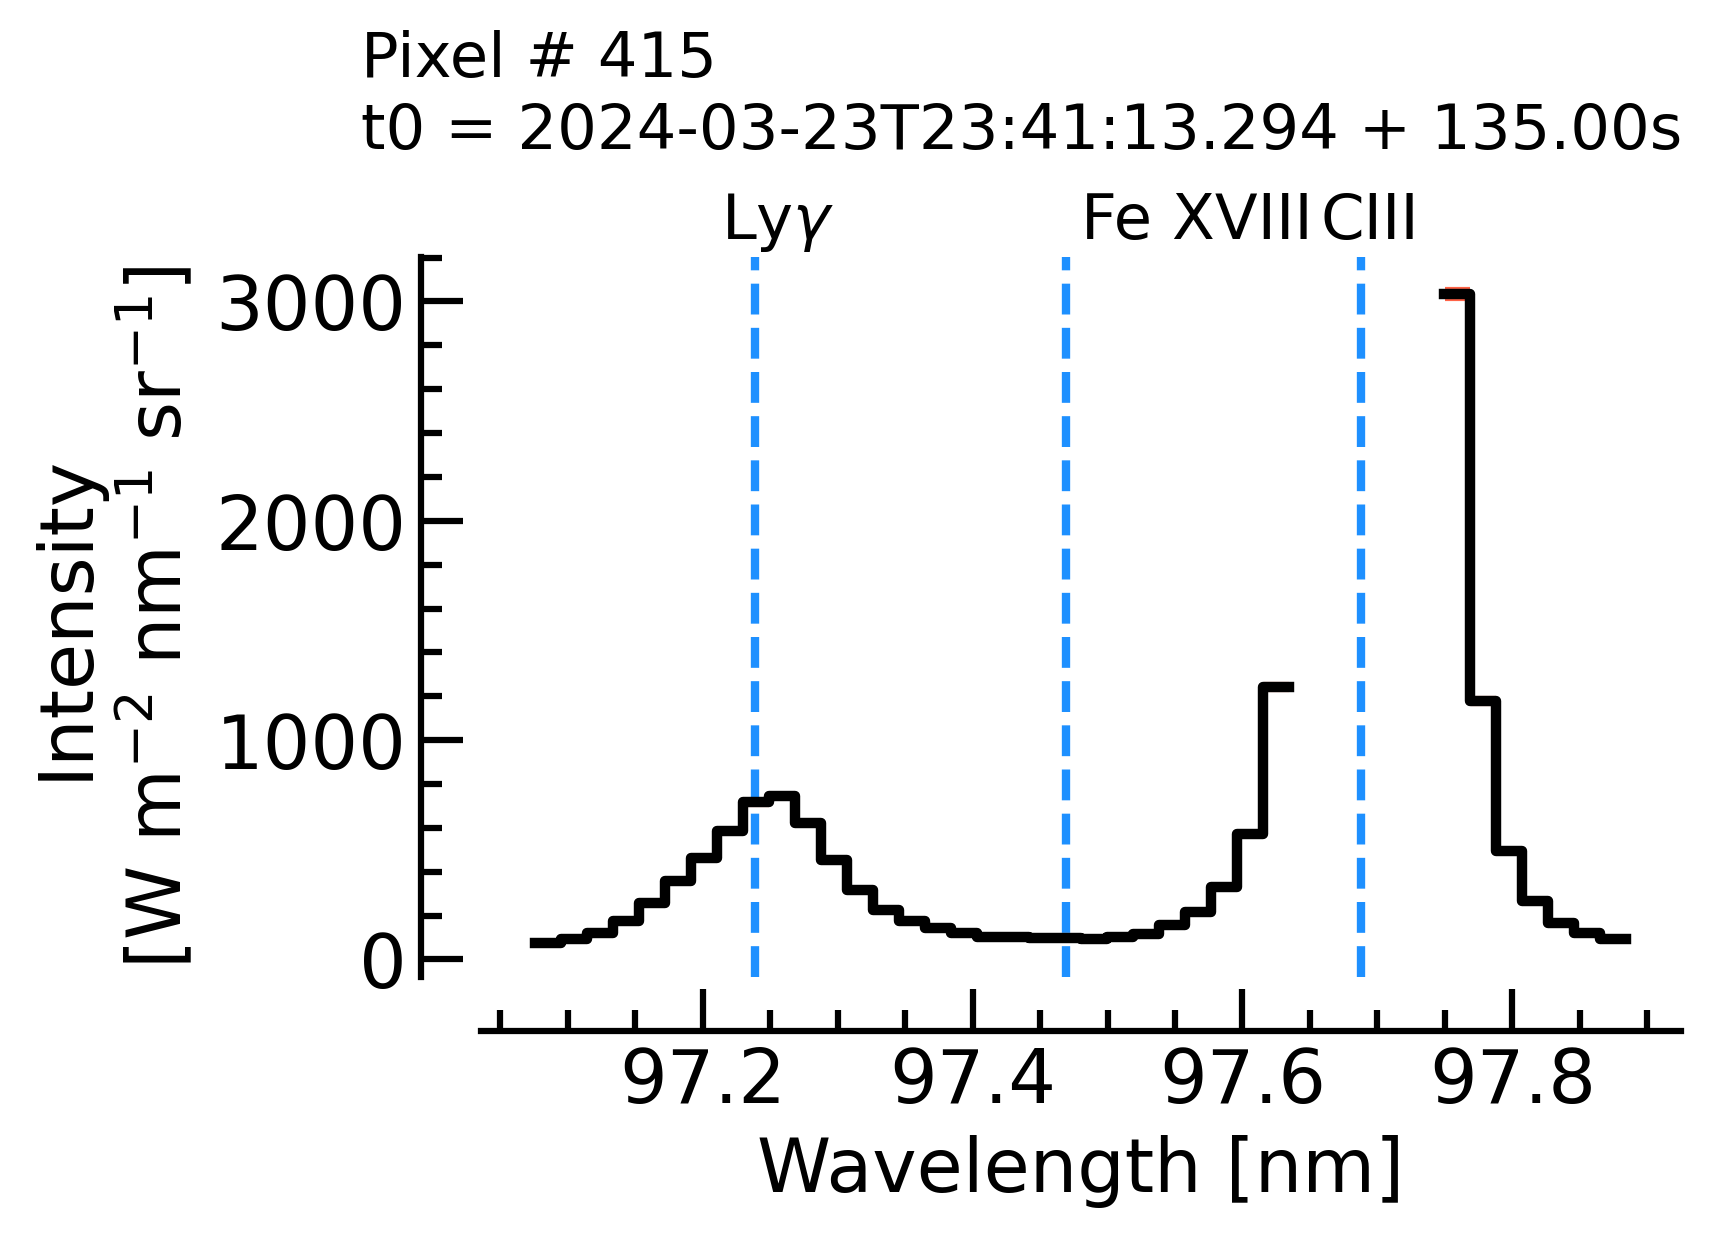 Pixel # 415
t0 = 2024-03-23T23:41:13.294 + 135.00s
Lyγ Fe XVIII CIII
Intensity
[W m⁻² nm⁻¹ sr⁻¹]
3000
2000
1000
0
97.2 97.4 97.6 97.8
Wavelength [nm]